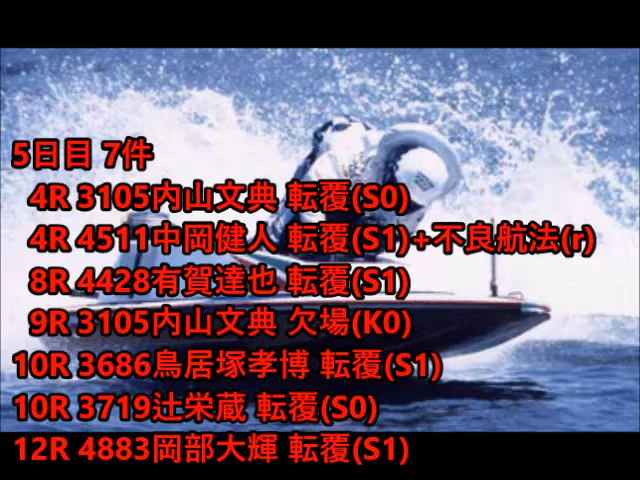 5日目 7件
4R 3105内山文典 転覆(S0)
4R 4511中岡健人 転覆(S1)+不良航法(r)
8R 4428有賀達也 転覆(S1)
9R 3105内山文典 欠場(K0)
10R 3686鳥居塚孝博 転覆(S1)
10R 3719辻栄蔵 転覆(S0)
12R 4883岡部大輝 転覆(S1)